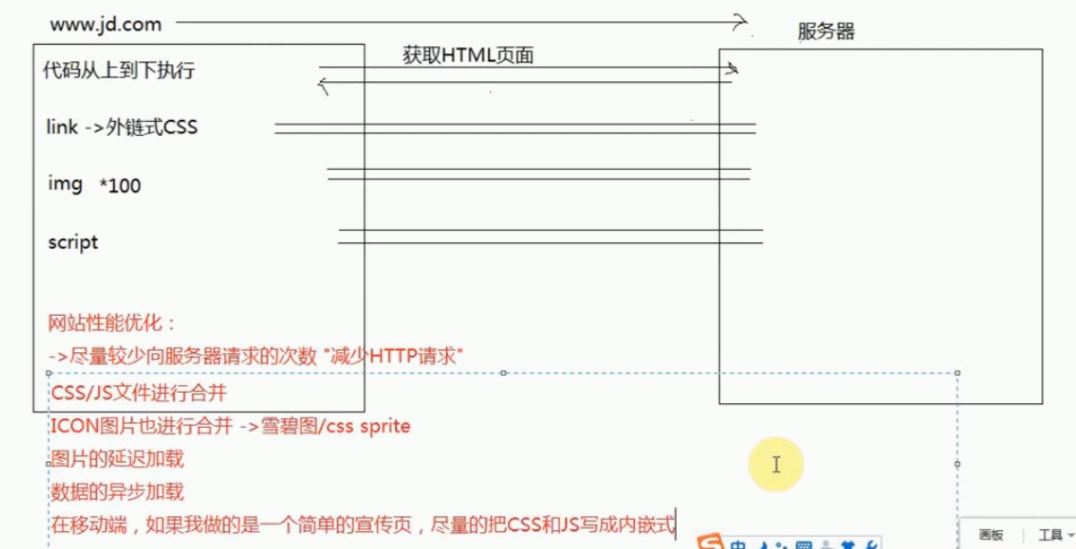 www.jd.com
服务器
获取HTML页面
代码从上到下执行
link ->外链式CSS
img *100
script
网站性能优化：
->尽量较少向服务器请求的次数 "减少HTTP请求"
CSS/JS文件进行合并
ICON图片也进行合并 ->雪碧图/css sprite
图片的延迟加载
数据的异步加载
在移动端，如果我做的是一个简单的宣传页，尽量的把CSS和JS写成内嵌式
中
画板 工具